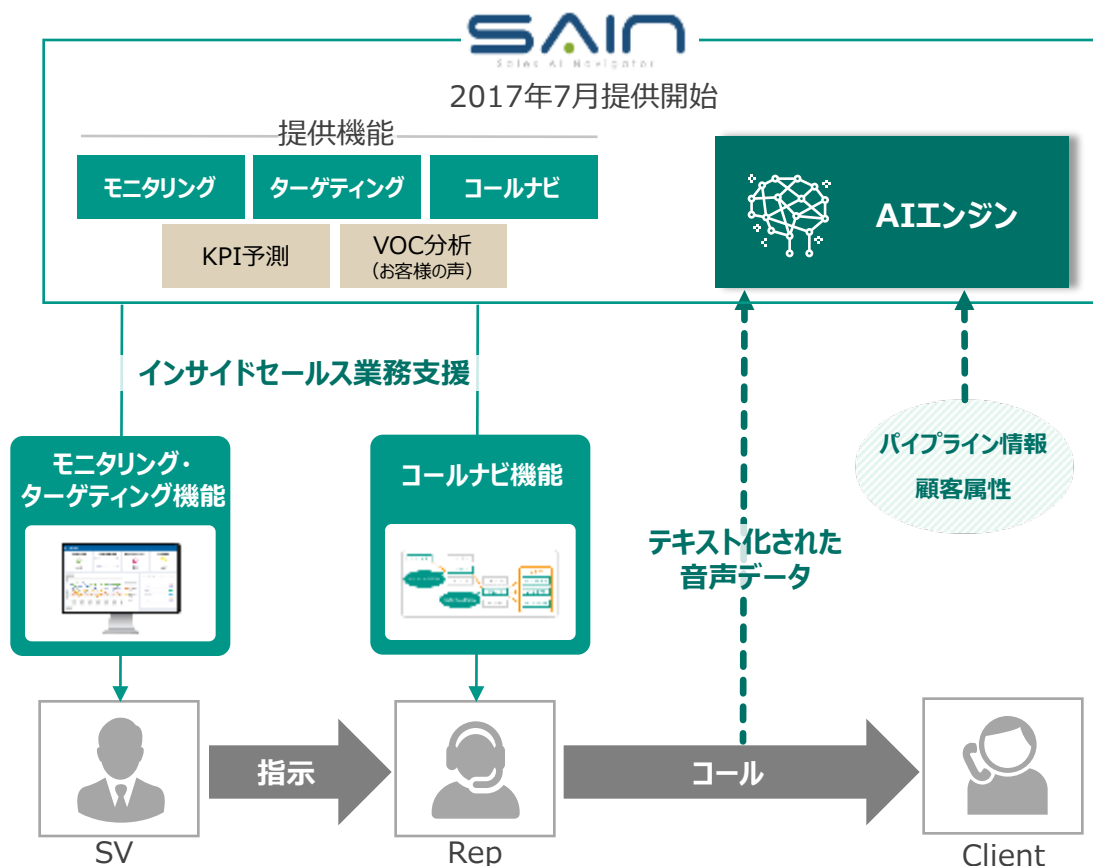 SAIN
Sales AI Navigator
2017年7月提供開始
提供機能
モニタリング
ターゲティング
コールナビ
KPI予測
VOC分析
（お客様の声）
AIエンジン
インサイドセールス業務支援
モニタリング・
ターゲティング機能
コールナビ機能
パイプライン情報
顧客属性
テキスト化された
音声データ
指示
コール
SV
Rep
Client